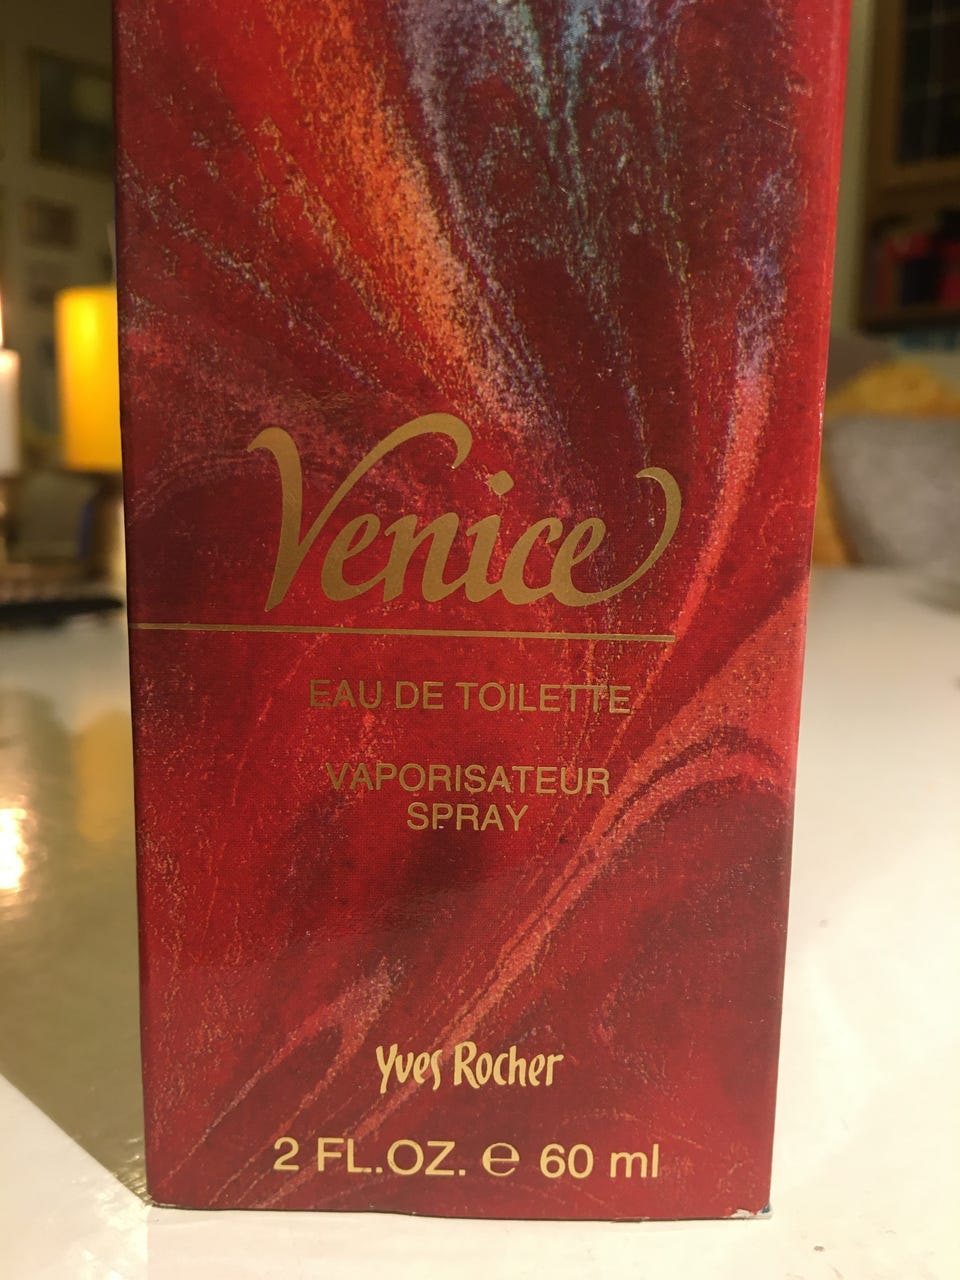 Venice
EAU DE TOILETTE
VAPORISATEUR
SPRAY
Yves Rocher
2 FL.OZ. ℮ 60 ml